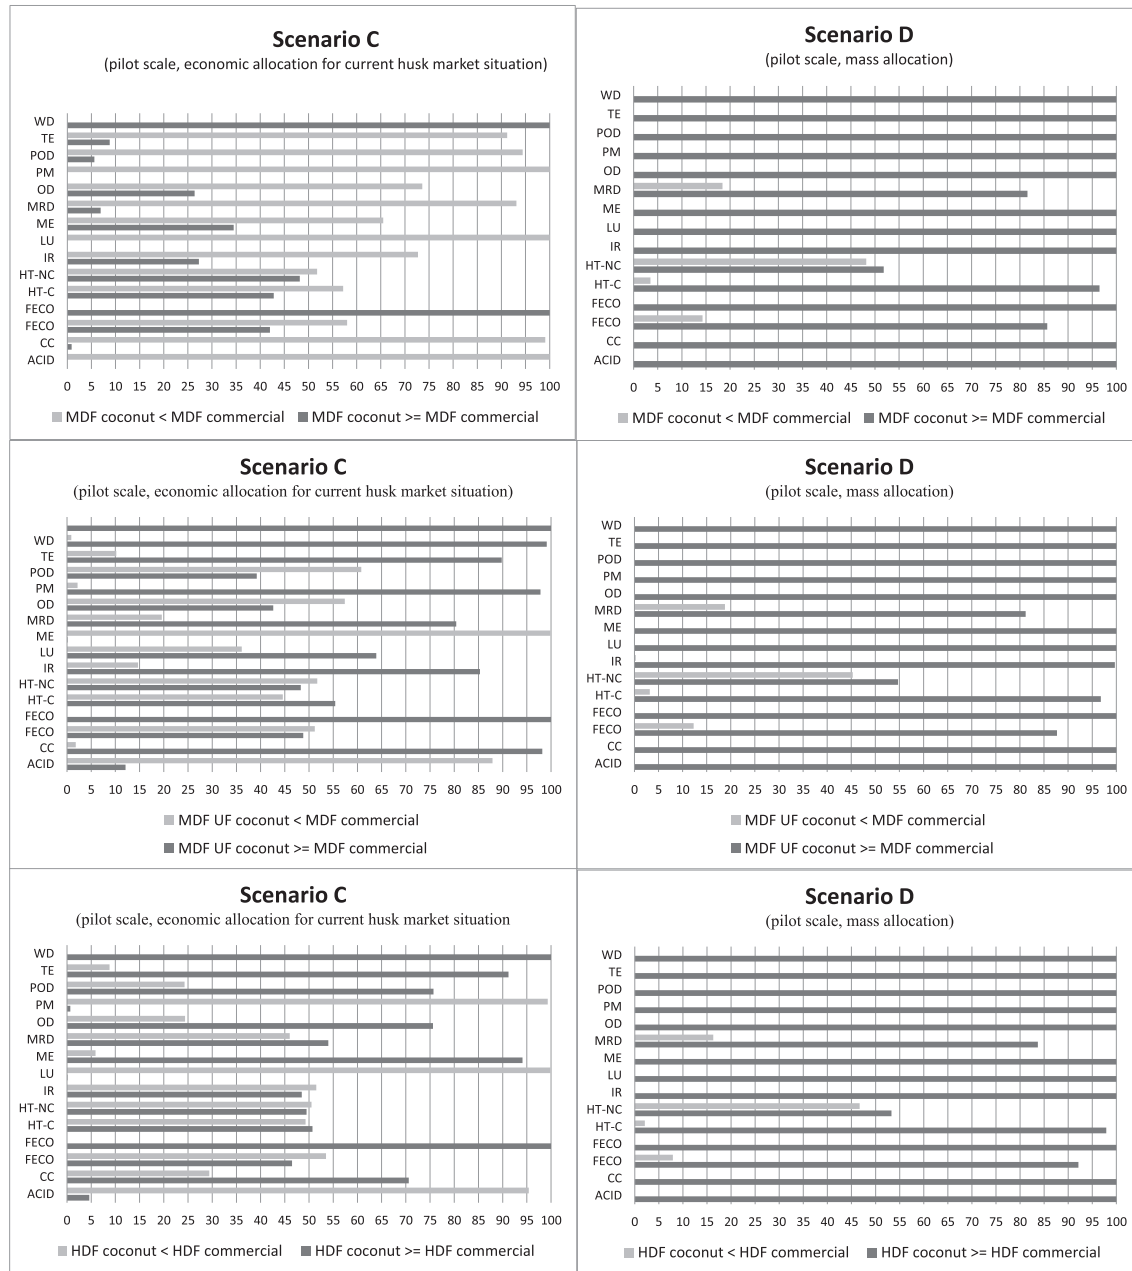 Scenario C
(pilot scale, economic allocation for current husk market situation)
WD
TE
POD
PM
OD
MRD
ME
LU
IR
HT-NC
HT-C
FECO
FECO
CC
ACID
0 5 10 15 20 25 30 35 40 45 50 55 60 65 70 75 80 85 90 95 100
MDF coconut < MDF commercial MDF coconut >= MDF commercial
Scenario D
(pilot scale, mass allocation)
WD
TE
POD
PM
OD
MRD
ME
LU
IR
HT-NC
HT-C
FECO
FECO
CC
ACID
0 5 10 15 20 25 30 35 40 45 50 55 60 65 70 75 80 85 90 95 100
MDF coconut < MDF commercial MDF coconut >= MDF commercial
Scenario C
(pilot scale, economic allocation for current husk market situation)
WD
TE
POD
PM
OD
MRD
ME
LU
IR
HT-NC
HT-C
FECO
FECO
CC
ACID
0 5 10 15 20 25 30 35 40 45 50 55 60 65 70 75 80 85 90 95 100
MDF UF coconut < MDF commercial
MDF UF coconut >= MDF commercial
Scenario D
(pilot scale, mass allocation)
WD
TE
POD
PM
OD
MRD
ME
LU
IR
HT-NC
HT-C
FECO
FECO
CC
ACID
0 5 10 15 20 25 30 35 40 45 50 55 60 65 70 75 80 85 90 95 100
MDF UF coconut < MDF commercial
MDF UF coconut >= MDF commercial
Scenario C
(pilot scale, economic allocation for current husk market situation
WD
TE
POD
PM
OD
MRD
ME
LU
IR
HT-NC
HT-C
FECO
FECO
CC
ACID
0 5 10 15 20 25 30 35 40 45 50 55 60 65 70 75 80 85 90 95 100
HDF coconut < HDF commercial HDF coconut >= HDF commercial
Scenario D
(pilot scale, mass allocation)
WD
TE
POD
PM
OD
MRD
ME
LU
IR
HT-NC
HT-C
FECO
FECO
CC
ACID
0 5 10 15 20 25 30 35 40 45 50 55 60 65 70 75 80 85 90 95 100
HDF coconut < HDF commercial HDF coconut >= HDF commercial